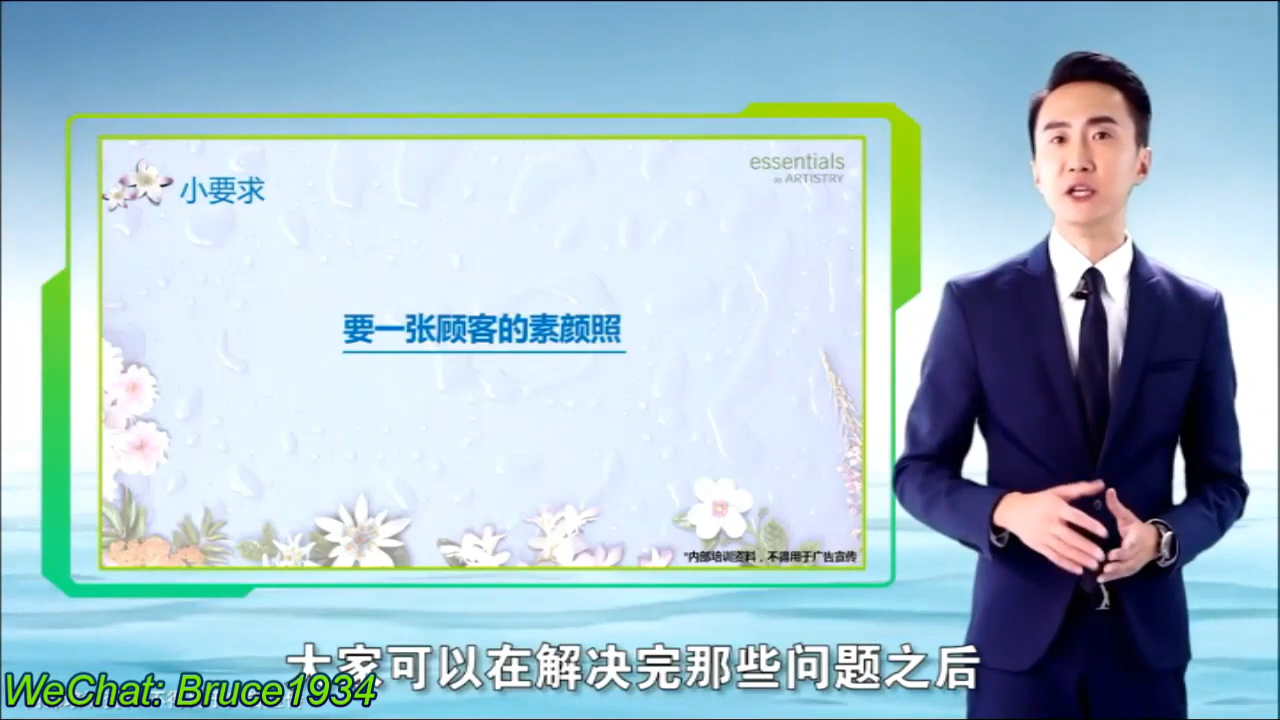 essentials
BY ARTISTRY
小要求
要一张顾客的素颜照
*内部培训资料，不得用于广告宣传
大家可以在解决完那些问题之后
WeChat: Bruce1934